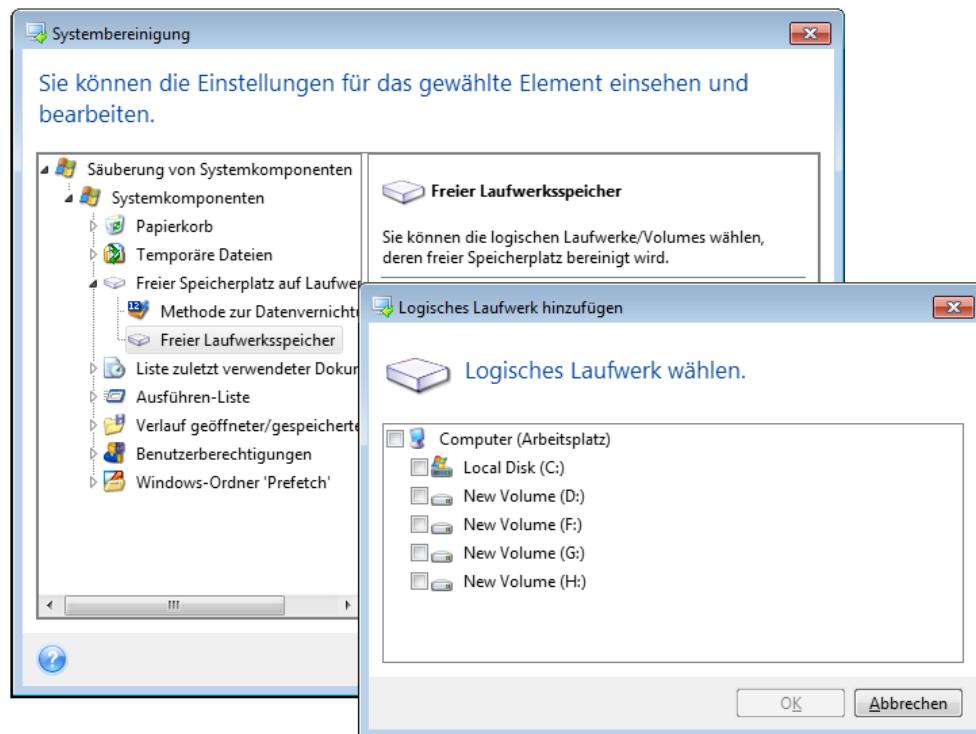 Systembereinigung
Sie können die Einstellungen für das gewählte Element einsehen und
bearbeiten.
Säuberung von Systemkomponenten
Systemkomponenten
Papierkorb
Temporäre Dateien
Freier Speicherplatz auf Laufwer
Methode zur Datenvernichtu
Freier Laufwerksspeicher
Liste zuletzt verwendeter Dokur
Ausführen-Liste
Verlauf geöffneter/gespeicherte
Benutzerberechtigungen
Windows-Ordner 'Prefetch'
Freier Laufwerksspeicher
Sie können die logischen Laufwerke/Volumes wählen,
deren freier Speicherplatz bereinigt wird.
Logisches Laufwerk hinzufügen
Logisches Laufwerk wählen.
Computer (Arbeitsplatz)
Local Disk (C:)
New Volume (D:)
New Volume (F:)
New Volume (G:)
New Volume (H:)
OK
Abbrechen